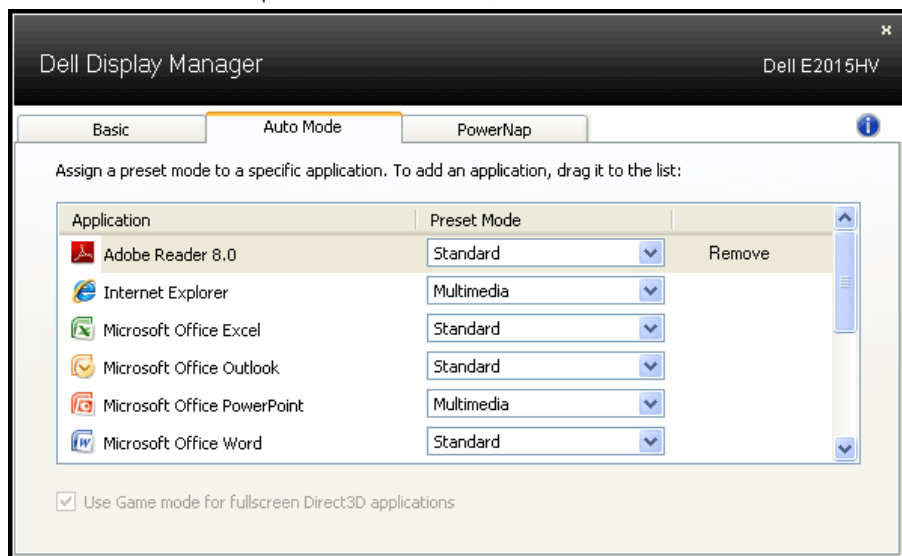 Dell Display Manager
Dell E2015HV
Basic
Auto Mode
PowerNap
Assign a preset mode to a specific application. To add an application, drag it to the list:
Application Preset Mode
Adobe Reader 8.0 Standard Remove
Internet Explorer Multimedia
Microsoft Office Excel Standard
Microsoft Office Outlook Standard
Microsoft Office PowerPoint Multimedia
Microsoft Office Word Standard
Use Game mode for fullscreen Direct3D applications